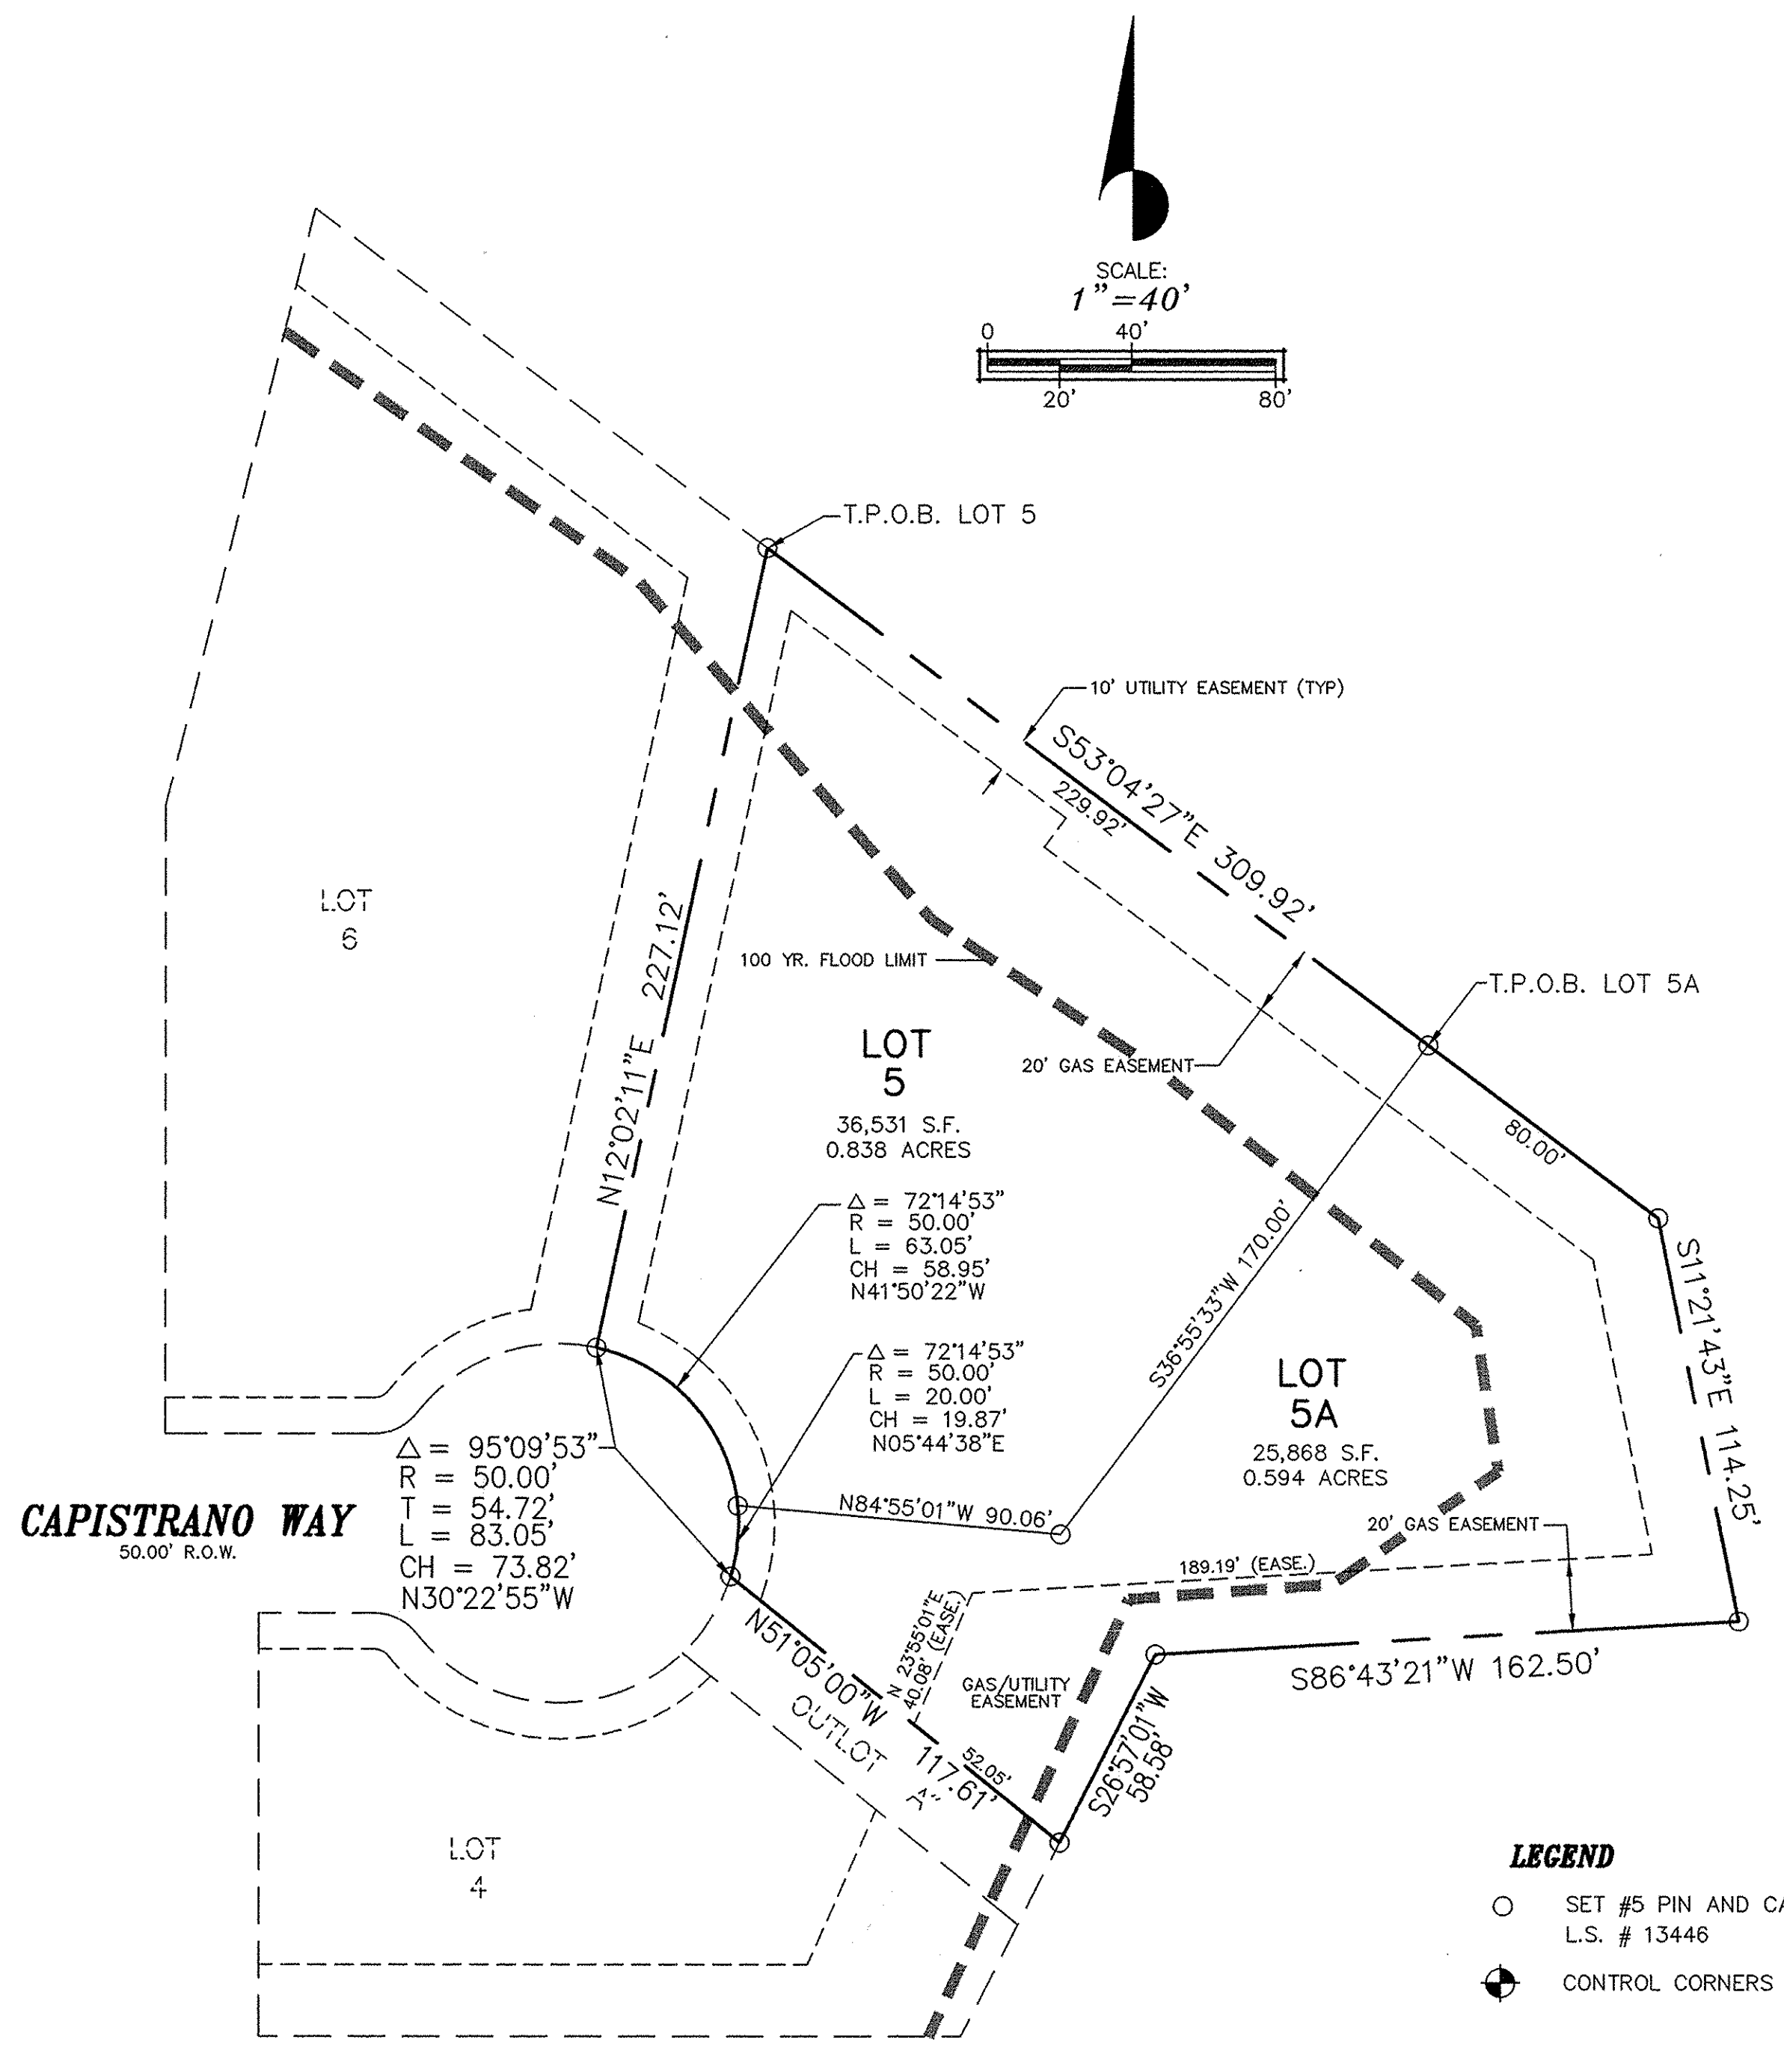 SCALE:
1"=40'
0 40'
20' 80'
T.P.O.B. LOT 5
10' UTILITY EASEMENT (TYP)
S53°04'27"E 309.92'
229.92'
LOT
6
N12°02'11"E 227.12'
100 YR. FLOOD LIMIT
T.P.O.B. LOT 5A
20' GAS EASEMENT
LOT
5
36,531 S.F.
0.838 ACRES
80.00'
△ = 72°14'53"
R = 50.00'
L = 63.05'
CH = 58.95'
N41°50'22"W
S36°55'33"W 170.00'
S11°21'43"E 114.25'
△ = 72°14'53"
R = 50.00'
L = 20.00'
CH = 19.87'
N05°44'38"E
LOT
5A
25,868 S.F.
0.594 ACRES
△ = 95°09'53"
R = 50.00'
T = 54.72'
L = 83.05'
CH = 73.82'
N30°22'55"W
CAPISTRANO WAY
50.00' R.O.W.
N84°55'01"W 90.06'
20' GAS EASEMENT
189.19' (EASE.)
N 23°55'01"E
40.08' (EASE.)
N51°05'00"W 117.61'
52.05'
GAS/UTILITY
EASEMENT
S86°43'21"W 162.50'
S26°57'01"W
58.58'
OUTLOT
A"
LOT
4
LEGEND
SET #5 PIN AND CA
L.S. # 13446
CONTROL CORNERS